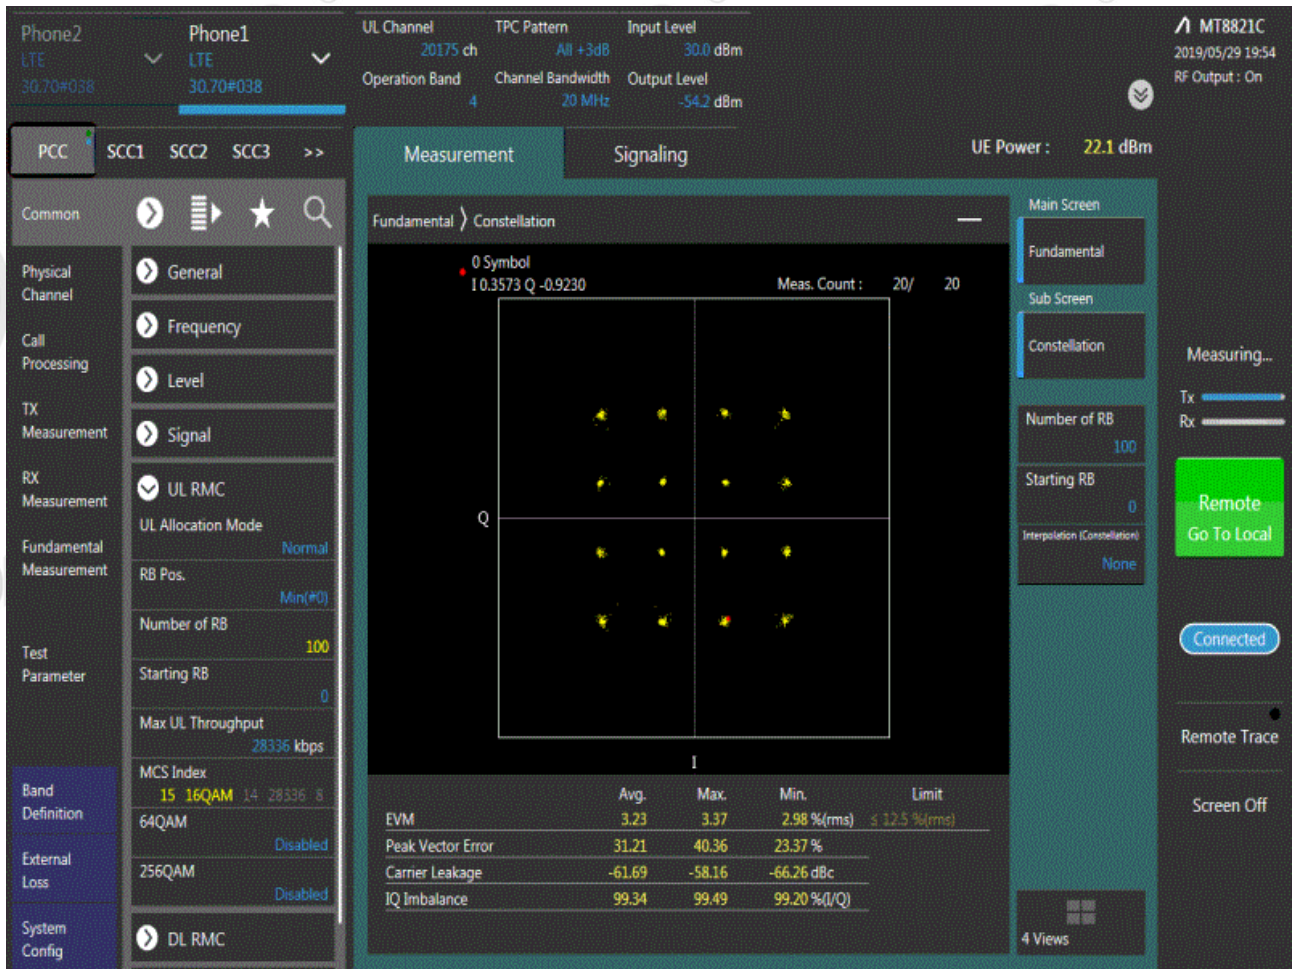 Phone2
LTE
30.70#038
Phone1
LTE
30.70#038
UL Channel
20175 ch
TPC Pattern
All +3dB
Input Level
30.0 dBm
Operation Band
4
Channel Bandwidth
20 MHz
Output Level
-54.2 dBm
MT8821C
2019/05/29 19:54
RF Output : On
PCC SCC1 SCC2 SCC3 >>
Measurement
Signaling
UE Power : 22.1 dBm
Common
Physical
Channel
Call
Processing
TX
Measurement
RX
Measurement
Fundamental
Measurement
Test
Parameter
Band
Definition
External
Loss
System
Config
General
Frequency
Level
Signal
UL RMC
UL Allocation Mode
Normal
RB Pos.
Min(#0)
Number of RB
100
Starting RB
0
Max UL Throughput
28336 kbps
MCS Index
15 16QAM 14 28336 8
64QAM
Disabled
256QAM
Disabled
DL RMC
Fundamental ⟩ Constellation
0 Symbol
I 0.3573 Q -0.9230
Meas. Count : 20/ 20
Q
I
Avg. Max. Min. Limit
EVM 3.23 3.37 2.98 %(rms) ≤ 12.5 %(rms)
Peak Vector Error 31.21 40.36 23.37 %
Carrier Leakage -61.69 -58.16 -66.26 dBc
IQ Imbalance 99.34 99.49 99.20 %(I/Q)
Main Screen
Fundamental
Sub Screen
Constellation
Number of RB
100
Starting RB
0
Interpolation (Constellation)
None
4 Views
Measuring...
Tx
Rx
Remote
Go To Local
Connected
Remote Trace
Screen Off